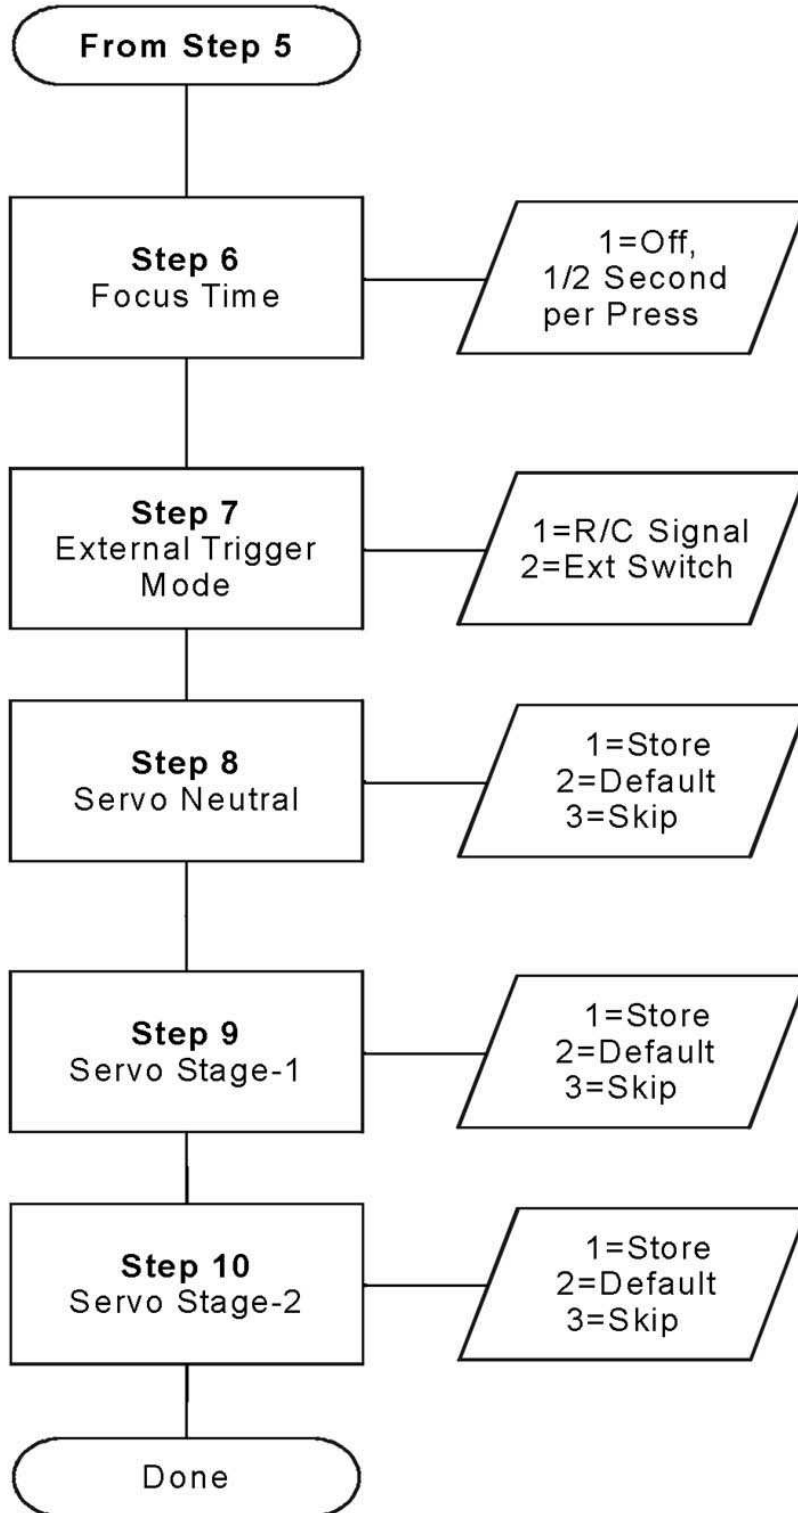 From Step 5
Step 6
Focus Time
1=Off,
1/2 Second
per Press
Step 7
External Trigger
Mode
1=R/C Signal
2=Ext Switch
Step 8
Servo Neutral
1=Store
2=Default
3=Skip
Step 9
Servo Stage-1
1=Store
2=Default
3=Skip
Step 10
Servo Stage-2
1=Store
2=Default
3=Skip
Done